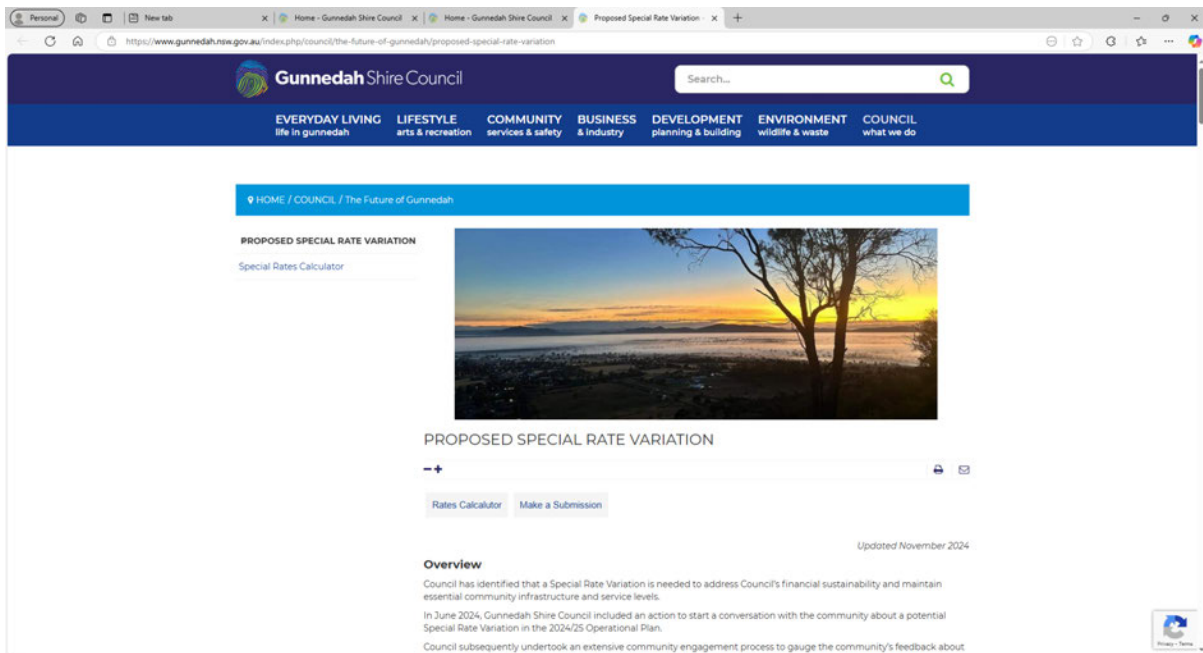 Personal
New tab
Home - Gunnedah Shire Council
Home - Gunnedah Shire Council
Proposed Special Rate Variation -
https://www.gunnedah.nsw.gov.au/index.php/council/the-future-of-gunnedah/proposed-special-rate-variation
Gunnedah Shire Council
Search...
EVERYDAY LIVING LIFESTYLE COMMUNITY BUSINESS DEVELOPMENT ENVIRONMENT COUNCIL
life in gunnedah arts & recreation services & safety & industry planning & building wildlife & waste what we do
HOME / COUNCIL / The Future of Gunnedah
PROPOSED SPECIAL RATE VARIATION
Special Rates Calculator
PROPOSED SPECIAL RATE VARIATION
Rates Calcalutor Make a Submission
Updated November 2024
Overview
Council has identified that a Special Rate Variation is needed to address Council's financial sustainability and maintain
essential community infrastructure and service levels.
In June 2024, Gunnedah Shire Council included an action to start a conversation with the community about a potential
Special Rate Variation in the 2024/25 Operational Plan.
Council subsequently undertook an extensive community engagement process to gauge the community's feedback about
Privacy - Terms